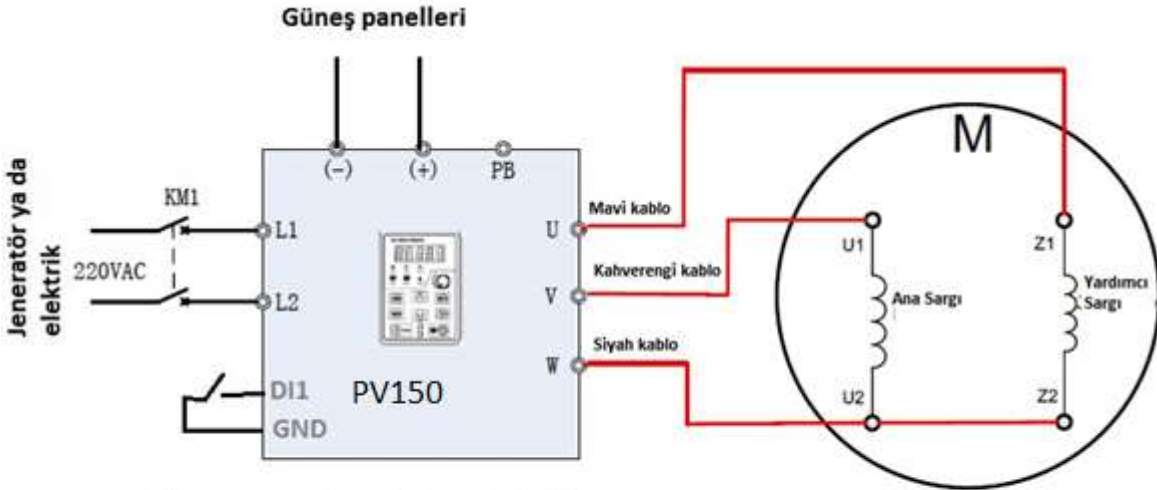 Güneş panelleri
(-)
(+)
PB
Jeneratör ya da
elektrik
KM1
220VAC
L1
L2
DI1
GND
PV150
U
V
W
Mavi kablo
Kahverengi kablo
Siyah kablo
M
U1
U2
Ana Sargı
Z1
Z2
Yardımcı
Sargı